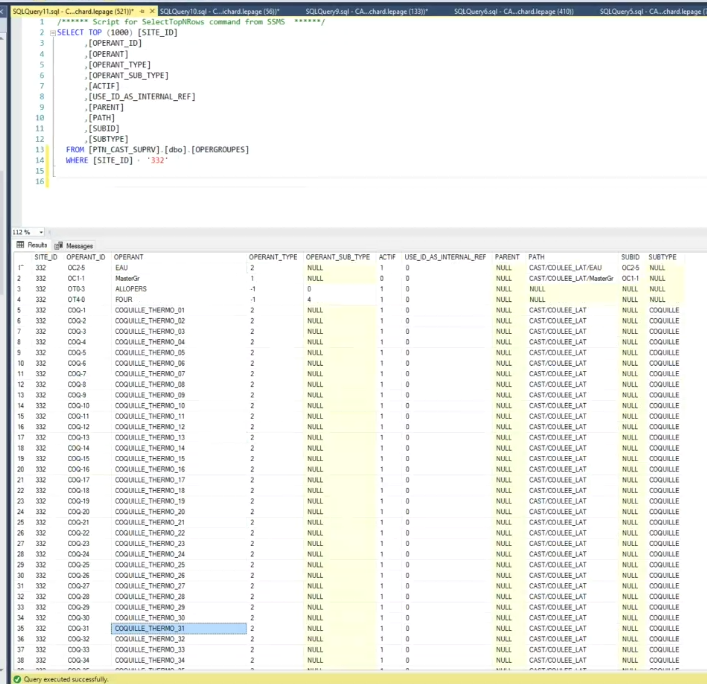 SQLQuery11.sql - C...chard.lepage (521))* SQLQuery10.sql - C...ichard.lepage (56))* SQLQuery9.sql - CA...chard.lepage (133))* SQLQuery6.sql - CA...chard.lepage (410)) SQLQuery5.sql - CA...chard.lepage
1 /****** Script for SelectTopNRows command from SSMS ******/
2 SELECT TOP (1000) [SITE_ID]
3 ,[OPERANT_ID]
4 ,[OPERANT]
5 ,[OPERANT_TYPE]
6 ,[OPERANT_SUB_TYPE]
7 ,[ACTIF]
8 ,[USE_ID_AS_INTERNAL_REF]
9 ,[PARENT]
10 ,[PATH]
11 ,[SUBID]
12 ,[SUBTYPE]
13 FROM [PTN_CAST_SUPRV].[dbo].[OPERGROUPES]
14 WHERE [SITE_ID] = '332'
15
16
112 %
Results Messages
SITE_ID OPERANT_ID OPERANT OPERANT_TYPE OPERANT_SUB_TYPE ACTIF USE_ID_AS_INTERNAL_REF PARENT PATH SUBID SUBTYPE
1 332 OC2-5 EAU 2 NULL 1 0 NULL CAST/COULEE_LAT/EAU OC2-5 NULL
2 332 OC1-1 MasterGr 1 NULL 0 0 NULL CAST/COULEE_LAT/MasterGr OC1-1 NULL
3 332 OT0-3 ALLOPERS -1 0 1 0 NULL NULL NULL NULL
4 332 OT4-0 FOUR -1 4 1 0 NULL NULL NULL NULL
5 332 COQ-1 COQUILLE_THERMO_01 2 NULL 1 0 NULL CAST/COULEE_LAT NULL COQUILLE
6 332 COQ-2 COQUILLE_THERMO_02 2 NULL 1 0 NULL CAST/COULEE_LAT NULL COQUILLE
7 332 COQ-3 COQUILLE_THERMO_03 2 NULL 1 0 NULL CAST/COULEE_LAT NULL COQUILLE
8 332 COQ-4 COQUILLE_THERMO_04 2 NULL 1 0 NULL CAST/COULEE_LAT NULL COQUILLE
9 332 COQ-5 COQUILLE_THERMO_05 2 NULL 1 0 NULL CAST/COULEE_LAT NULL COQUILLE
10 332 COQ-6 COQUILLE_THERMO_06 2 NULL 1 0 NULL CAST/COULEE_LAT NULL COQUILLE
11 332 COQ-7 COQUILLE_THERMO_07 2 NULL 1 0 NULL CAST/COULEE_LAT NULL COQUILLE
12 332 COQ-8 COQUILLE_THERMO_08 2 NULL 1 0 NULL CAST/COULEE_LAT NULL COQUILLE
13 332 COQ-9 COQUILLE_THERMO_09 2 NULL 1 0 NULL CAST/COULEE_LAT NULL COQUILLE
14 332 COQ-10 COQUILLE_THERMO_10 2 NULL 1 0 NULL CAST/COULEE_LAT NULL COQUILLE
15 332 COQ-11 COQUILLE_THERMO_11 2 NULL 1 0 NULL CAST/COULEE_LAT NULL COQUILLE
16 332 COQ-12 COQUILLE_THERMO_12 2 NULL 1 0 NULL CAST/COULEE_LAT NULL COQUILLE
17 332 COQ-13 COQUILLE_THERMO_13 2 NULL 1 0 NULL CAST/COULEE_LAT NULL COQUILLE
18 332 COQ-14 COQUILLE_THERMO_14 2 NULL 1 0 NULL CAST/COULEE_LAT NULL COQUILLE
19 332 COQ-15 COQUILLE_THERMO_15 2 NULL 1 0 NULL CAST/COULEE_LAT NULL COQUILLE
20 332 COQ-16 COQUILLE_THERMO_16 2 NULL 1 0 NULL CAST/COULEE_LAT NULL COQUILLE
21 332 COQ-17 COQUILLE_THERMO_17 2 NULL 1 0 NULL CAST/COULEE_LAT NULL COQUILLE
22 332 COQ-18 COQUILLE_THERMO_18 2 NULL 1 0 NULL CAST/COULEE_LAT NULL COQUILLE
23 332 COQ-19 COQUILLE_THERMO_19 2 NULL 1 0 NULL CAST/COULEE_LAT NULL COQUILLE
24 332 COQ-20 COQUILLE_THERMO_20 2 NULL 1 0 NULL CAST/COULEE_LAT NULL COQUILLE
25 332 COQ-21 COQUILLE_THERMO_21 2 NULL 1 0 NULL CAST/COULEE_LAT NULL COQUILLE
26 332 COQ-22 COQUILLE_THERMO_22 2 NULL 1 0 NULL CAST/COULEE_LAT NULL COQUILLE
27 332 COQ-23 COQUILLE_THERMO_23 2 NULL 1 0 NULL CAST/COULEE_LAT NULL COQUILLE
28 332 COQ-24 COQUILLE_THERMO_24 2 NULL 1 0 NULL CAST/COULEE_LAT NULL COQUILLE
29 332 COQ-25 COQUILLE_THERMO_25 2 NULL 1 0 NULL CAST/COULEE_LAT NULL COQUILLE
30 332 COQ-26 COQUILLE_THERMO_26 2 NULL 1 0 NULL CAST/COULEE_LAT NULL COQUILLE
31 332 COQ-27 COQUILLE_THERMO_27 2 NULL 1 0 NULL CAST/COULEE_LAT NULL COQUILLE
32 332 COQ-28 COQUILLE_THERMO_28 2 NULL 1 0 NULL CAST/COULEE_LAT NULL COQUILLE
33 332 COQ-29 COQUILLE_THERMO_29 2 NULL 1 0 NULL CAST/COULEE_LAT NULL COQUILLE
34 332 COQ-30 COQUILLE_THERMO_30 2 NULL 1 0 NULL CAST/COULEE_LAT NULL COQUILLE
35 332 COQ-31 COQUILLE_THERMO_31 2 NULL 1 0 NULL CAST/COULEE_LAT NULL COQUILLE
36 332 COQ-32 COQUILLE_THERMO_32 2 NULL 1 0 NULL CAST/COULEE_LAT NULL COQUILLE
37 332 COQ-33 COQUILLE_THERMO_33 2 NULL 1 0 NULL CAST/COULEE_LAT NULL COQUILLE
38 332 COQ-34 COQUILLE_THERMO_34 2 NULL 1 0 NULL CAST/COULEE_LAT NULL COQUILLE
Query executed successfully.